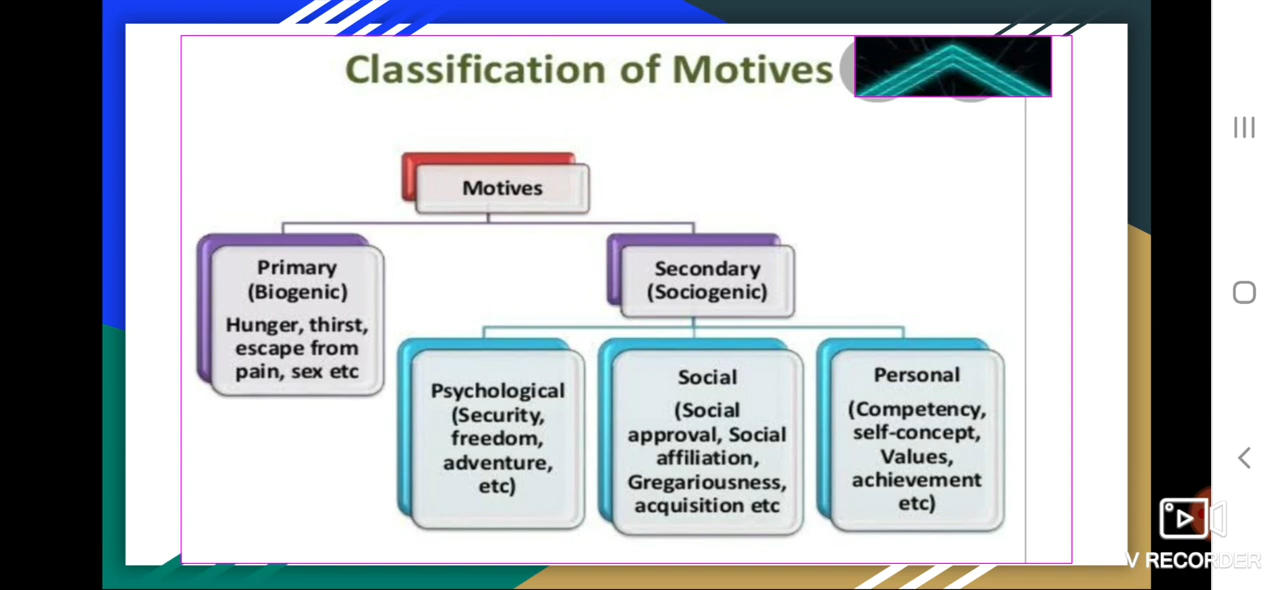 Classification of Motives
Motives
Primary
(Biogenic)
Hunger, thirst,
escape from
pain, sex etc
Secondary
(Sociogenic)
Psychological
(Security,
freedom,
adventure,
etc)
Social
(Social
approval, Social
affiliation,
Gregariousness,
acquisition etc
Personal
(Competency,
self-concept,
Values,
achievement
etc)
V RECORDER